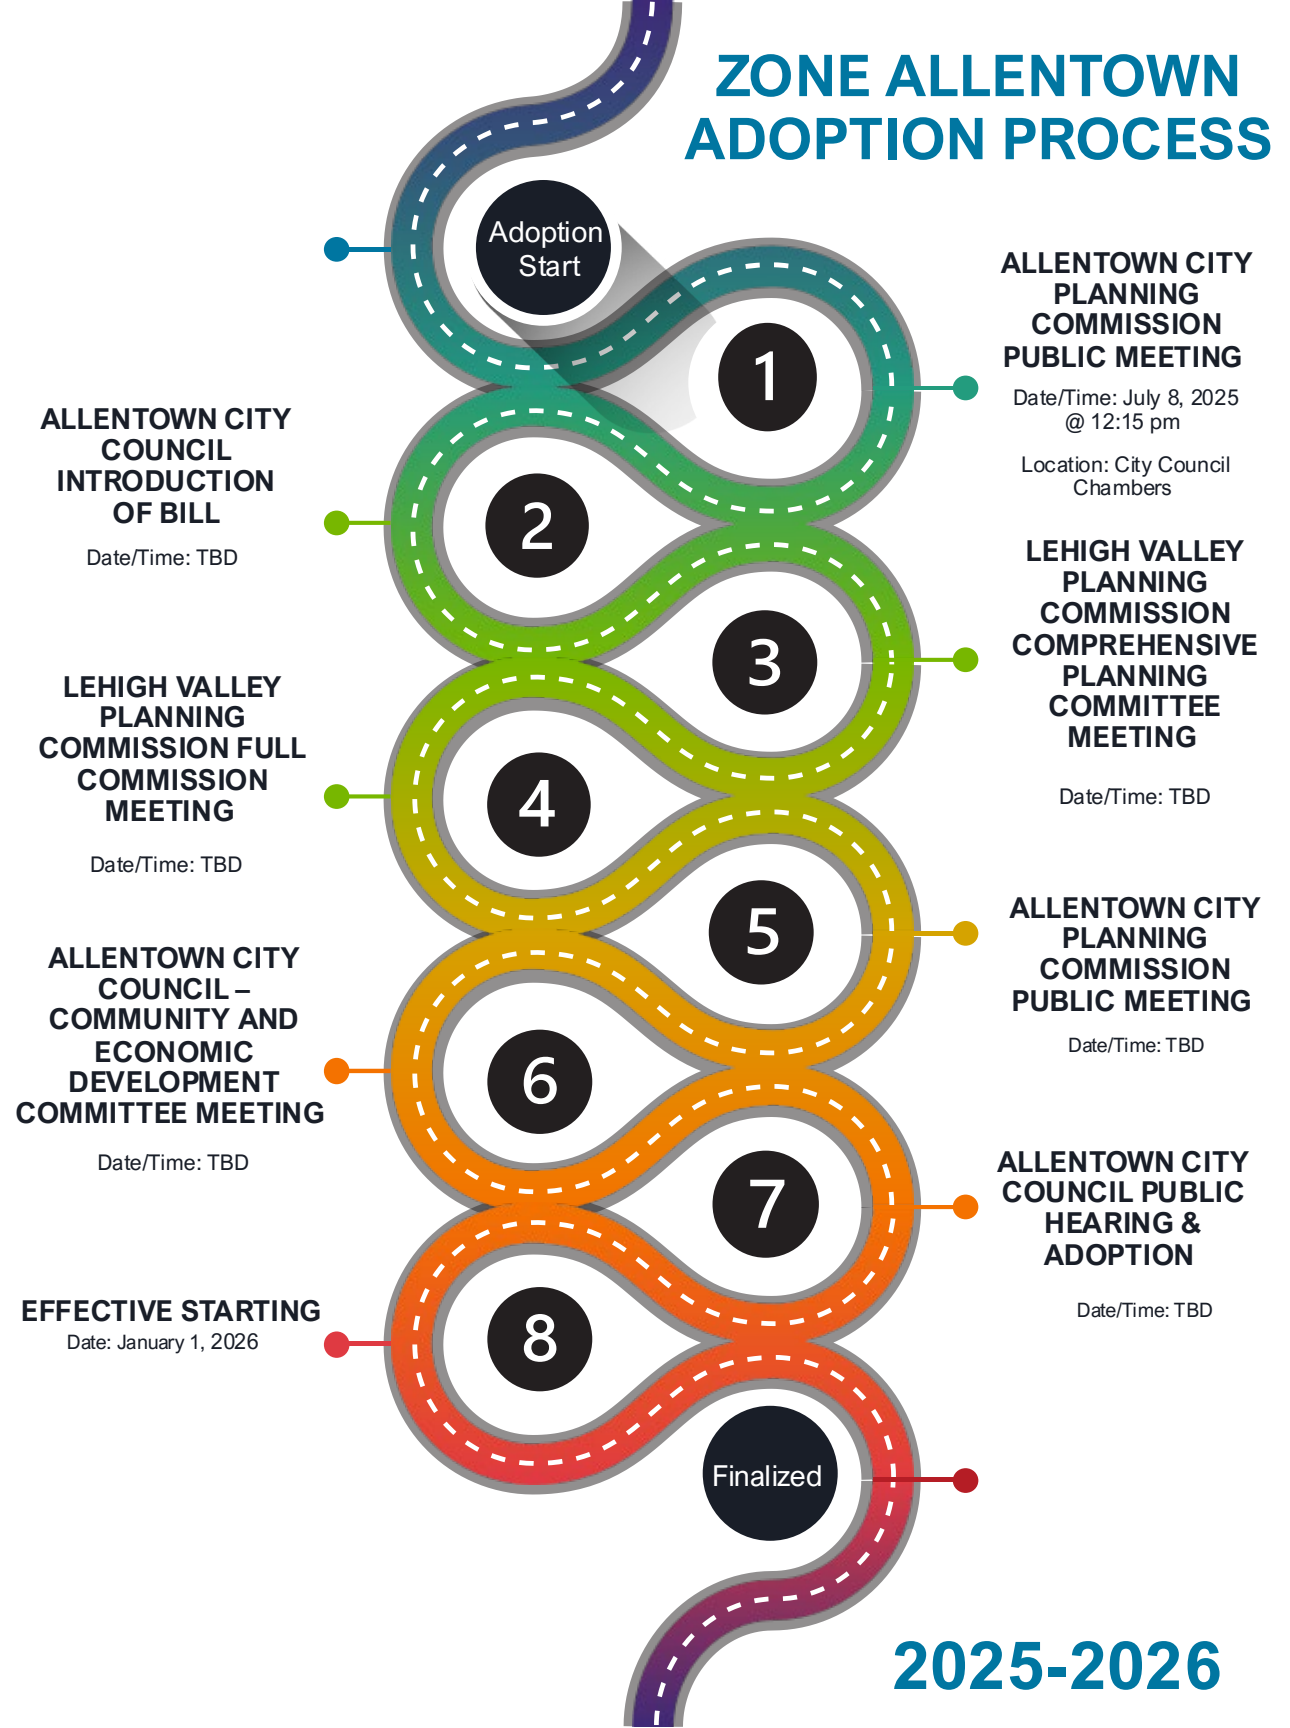 ZONE ALLENTOWN
ADOPTION PROCESS
Adoption
Start
1
ALLENTOWN CITY
PLANNING
COMMISSION
PUBLIC MEETING
Date/Time: July 8, 2025
@ 12:15 pm
Location: City Council
Chambers
2
ALLENTOWN CITY
COUNCIL
INTRODUCTION
OF BILL
Date/Time: TBD
3
LEHIGH VALLEY
PLANNING
COMMISSION
COMPREHENSIVE
PLANNING
COMMITTEE
MEETING
Date/Time: TBD
4
LEHIGH VALLEY
PLANNING
COMMISSION FULL
COMMISSION
MEETING
Date/Time: TBD
5
ALLENTOWN CITY
PLANNING
COMMISSION
PUBLIC MEETING
Date/Time: TBD
6
ALLENTOWN CITY
COUNCIL –
COMMUNITY AND
ECONOMIC
DEVELOPMENT
COMMITTEE MEETING
Date/Time: TBD
7
ALLENTOWN CITY
COUNCIL PUBLIC
HEARING &
ADOPTION
Date/Time: TBD
8
EFFECTIVE STARTING
Date: January 1, 2026
Finalized
2025-2026